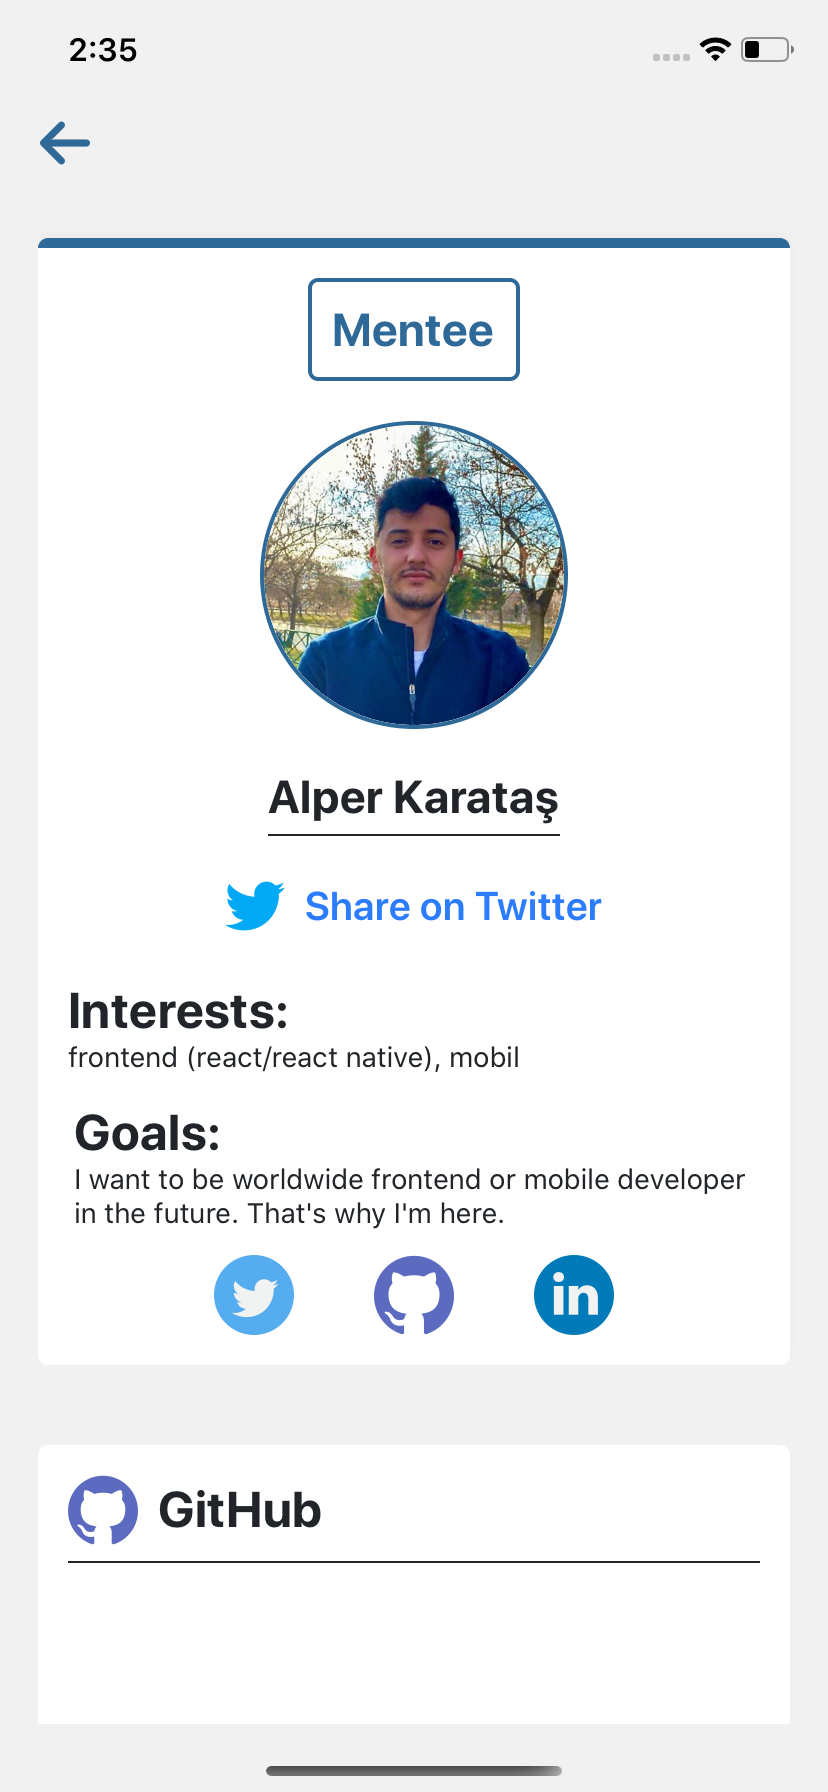 2:35
Mentee
Alper Karataş
Share on Twitter
Interests:
frontend (react/react native), mobil
Goals:
I want to be worldwide frontend or mobile developer
in the future. That's why I'm here.
in
GitHub